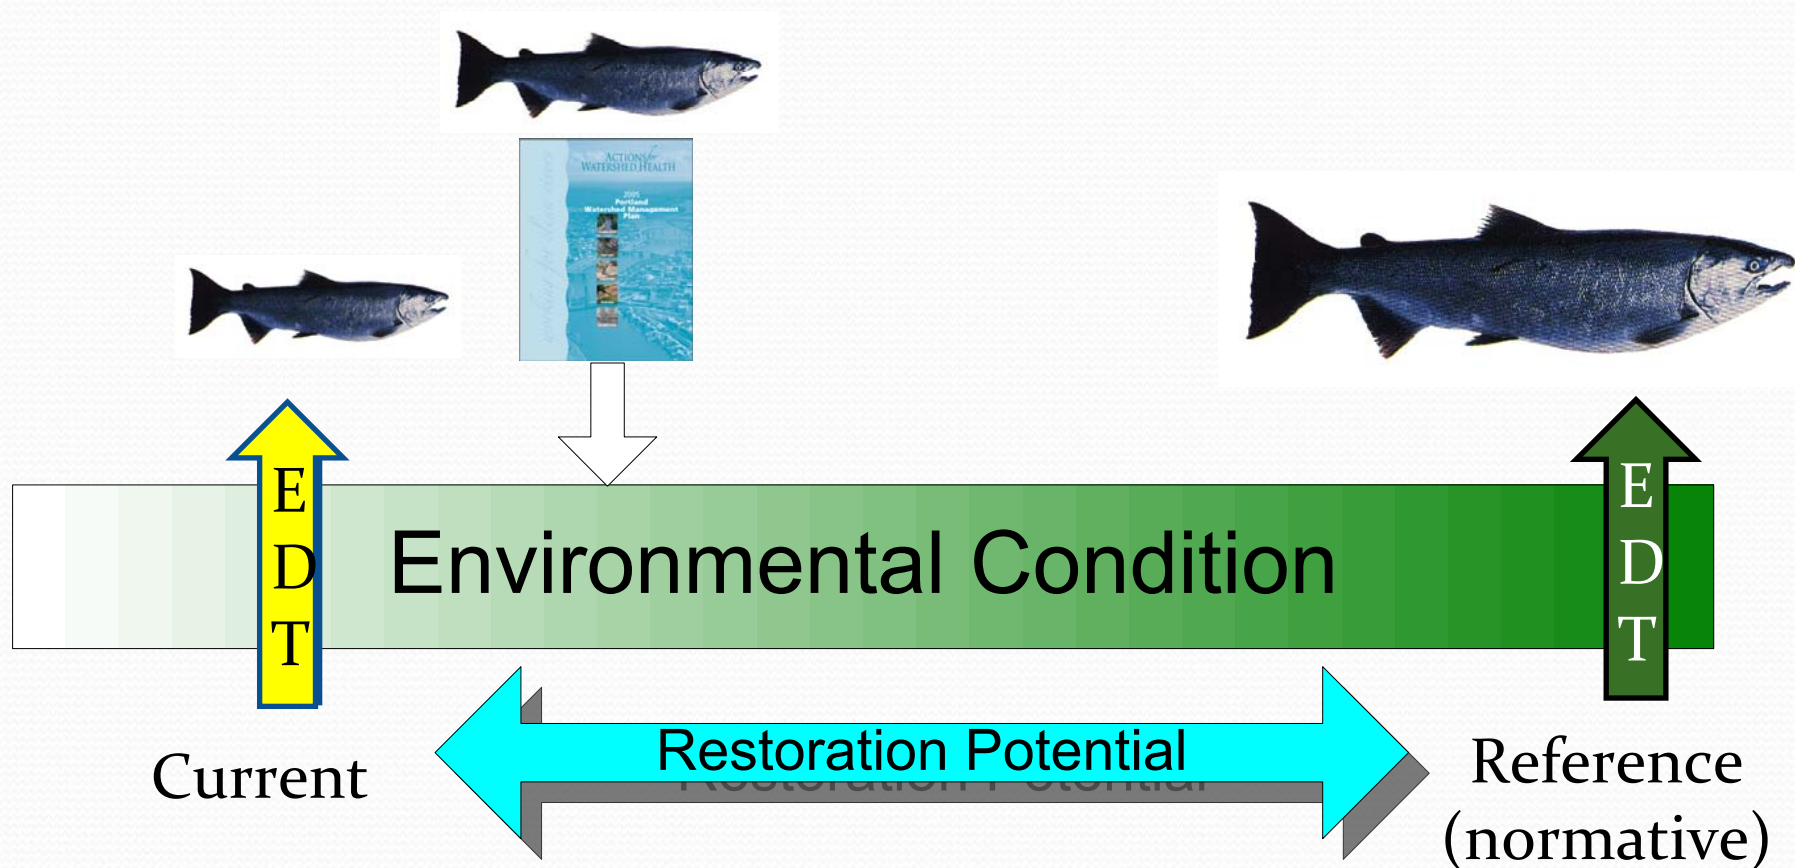 ACTIONS for
WATERSHED HEALTH
2005
Portland
Watershed Management
Plan
E
D
T
Environmental Condition
E
D
T
Restoration Potential
Current
Reference
(normative)